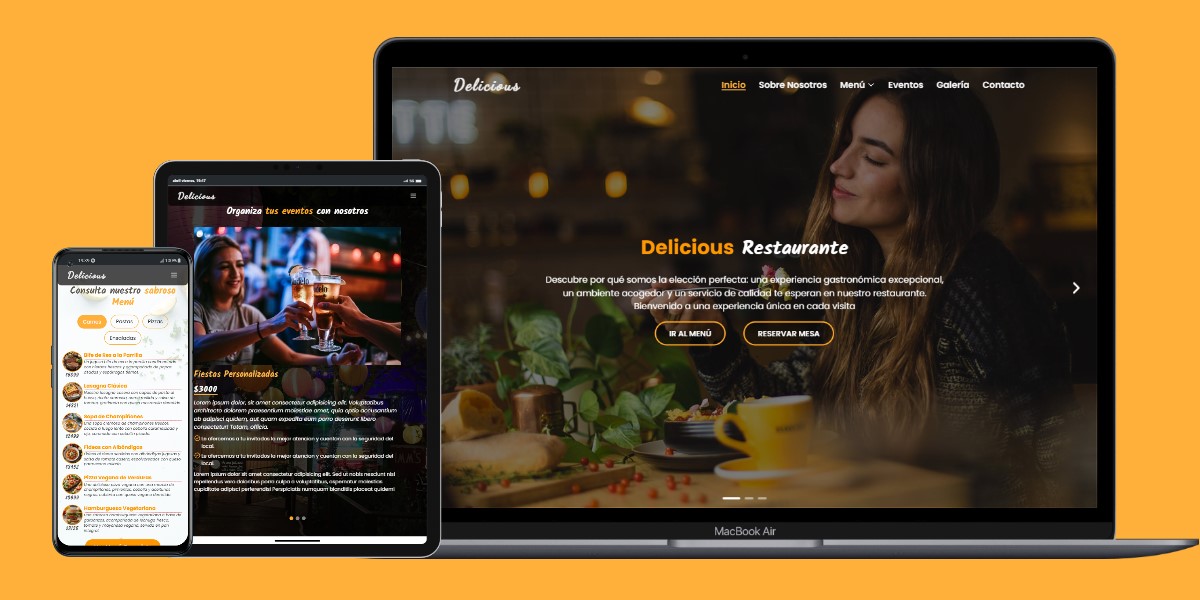 Delicious
Inicio Sobre Nosotros Menú Eventos Galería Contacto
Delicious Restaurante
Descubre por qué somos la elección perfecta: una experiencia gastronómica excepcional,
un ambiente acogedor y un servicio de calidad te esperan en nuestro restaurante.
Bienvenido a una experiencia única en cada visita
IR AL MENÚ RESERVAR MESA
MacBook Air
Delicious
Organiza tus eventos con nosotros
Fiestas Personalizadas
$3000
Lorem ipsum dolor, sit amet consectetur adipisicing elit. Voluptatum
architecto dolorem praesentium molestiae amet, quia optio accusantium
ab adipisci quidem, aut quam expedita eum porro deserunt libero
consectetur! Totam, officia.
Le ofercemos a tu invitados la mejor atencion y cuentan con la seguridad del
local.
Le ofercemos a tu invitados la mejor atencion y cuentan con la seguridad del
local.
Lorem ipsum dolor sit amet consectetur adipisicing elit. Sed ut nobis nesciunt nisi
repellendus vero doloribus porro culpa a voluptatibus, aspernatur molestias
cupiditate adipisci perferendis! Perspiciatis numquam blanditiis placeat quidem!
Delicious
Consulta nuestro sabroso
Menú
Carnes Pastas Pizzas
Ensaladas
Bife de Res a la Parrilla
Lasagna Clásica
Sopa de Champiñones
Fideos con Albóndigas
Pizza Vegana de Verduras
Hamburguesa Vegetariana